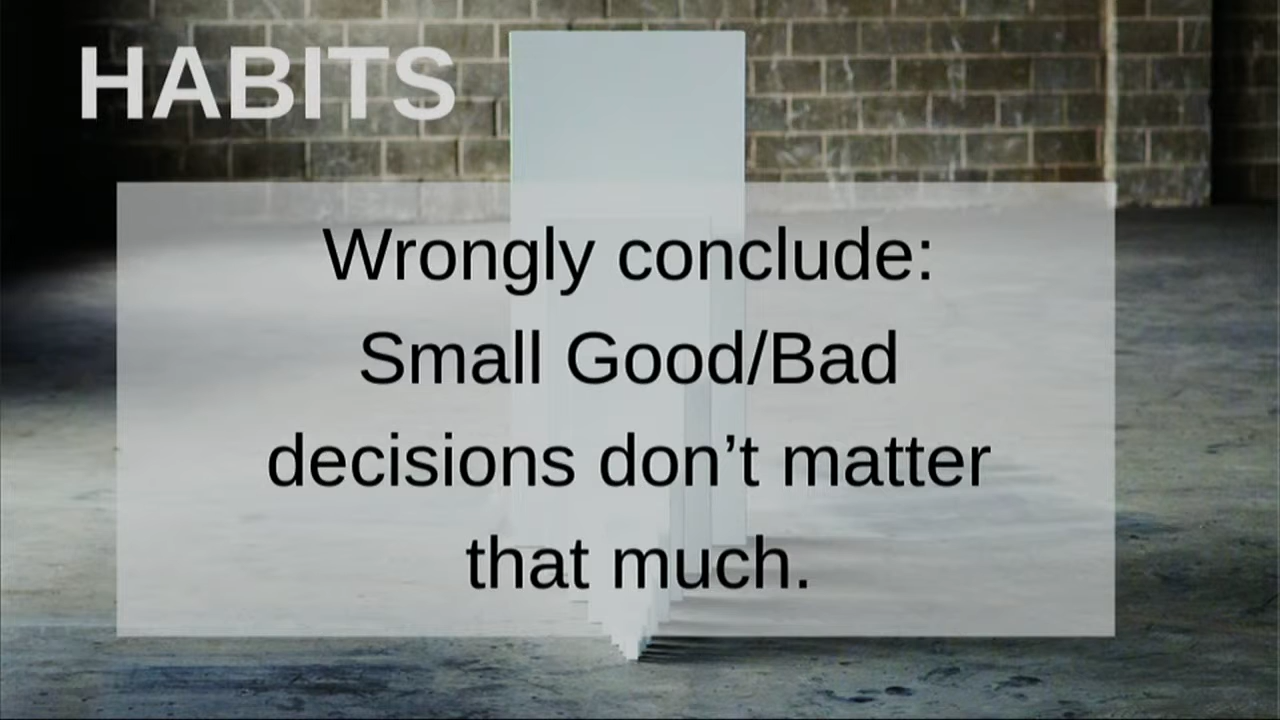 HABITS
Wrongly conclude:
Small Good/Bad
decisions don’t matter
that much.